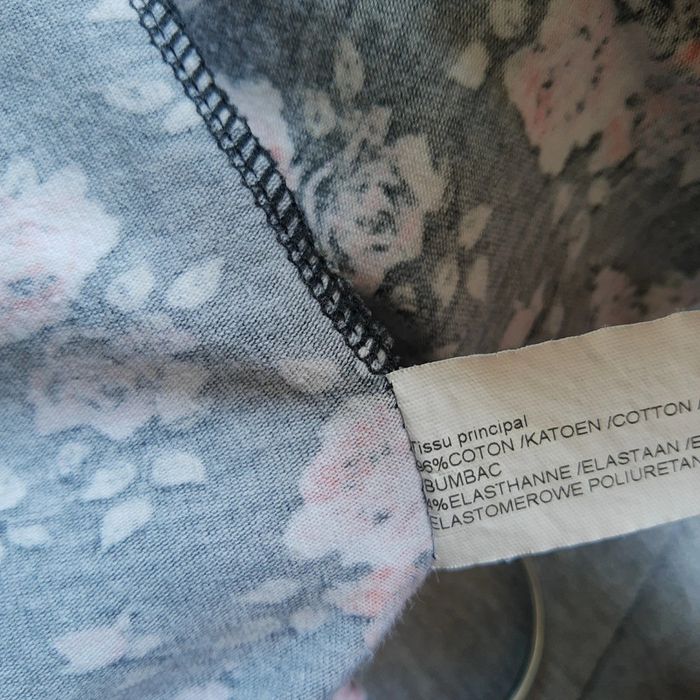 Tissu principal
96%COTON /KATOEN /COTTON /
BUMBAC
4%ELASTHANNE /ELASTAAN /E
ELASTOMEROWE POLIURETAN